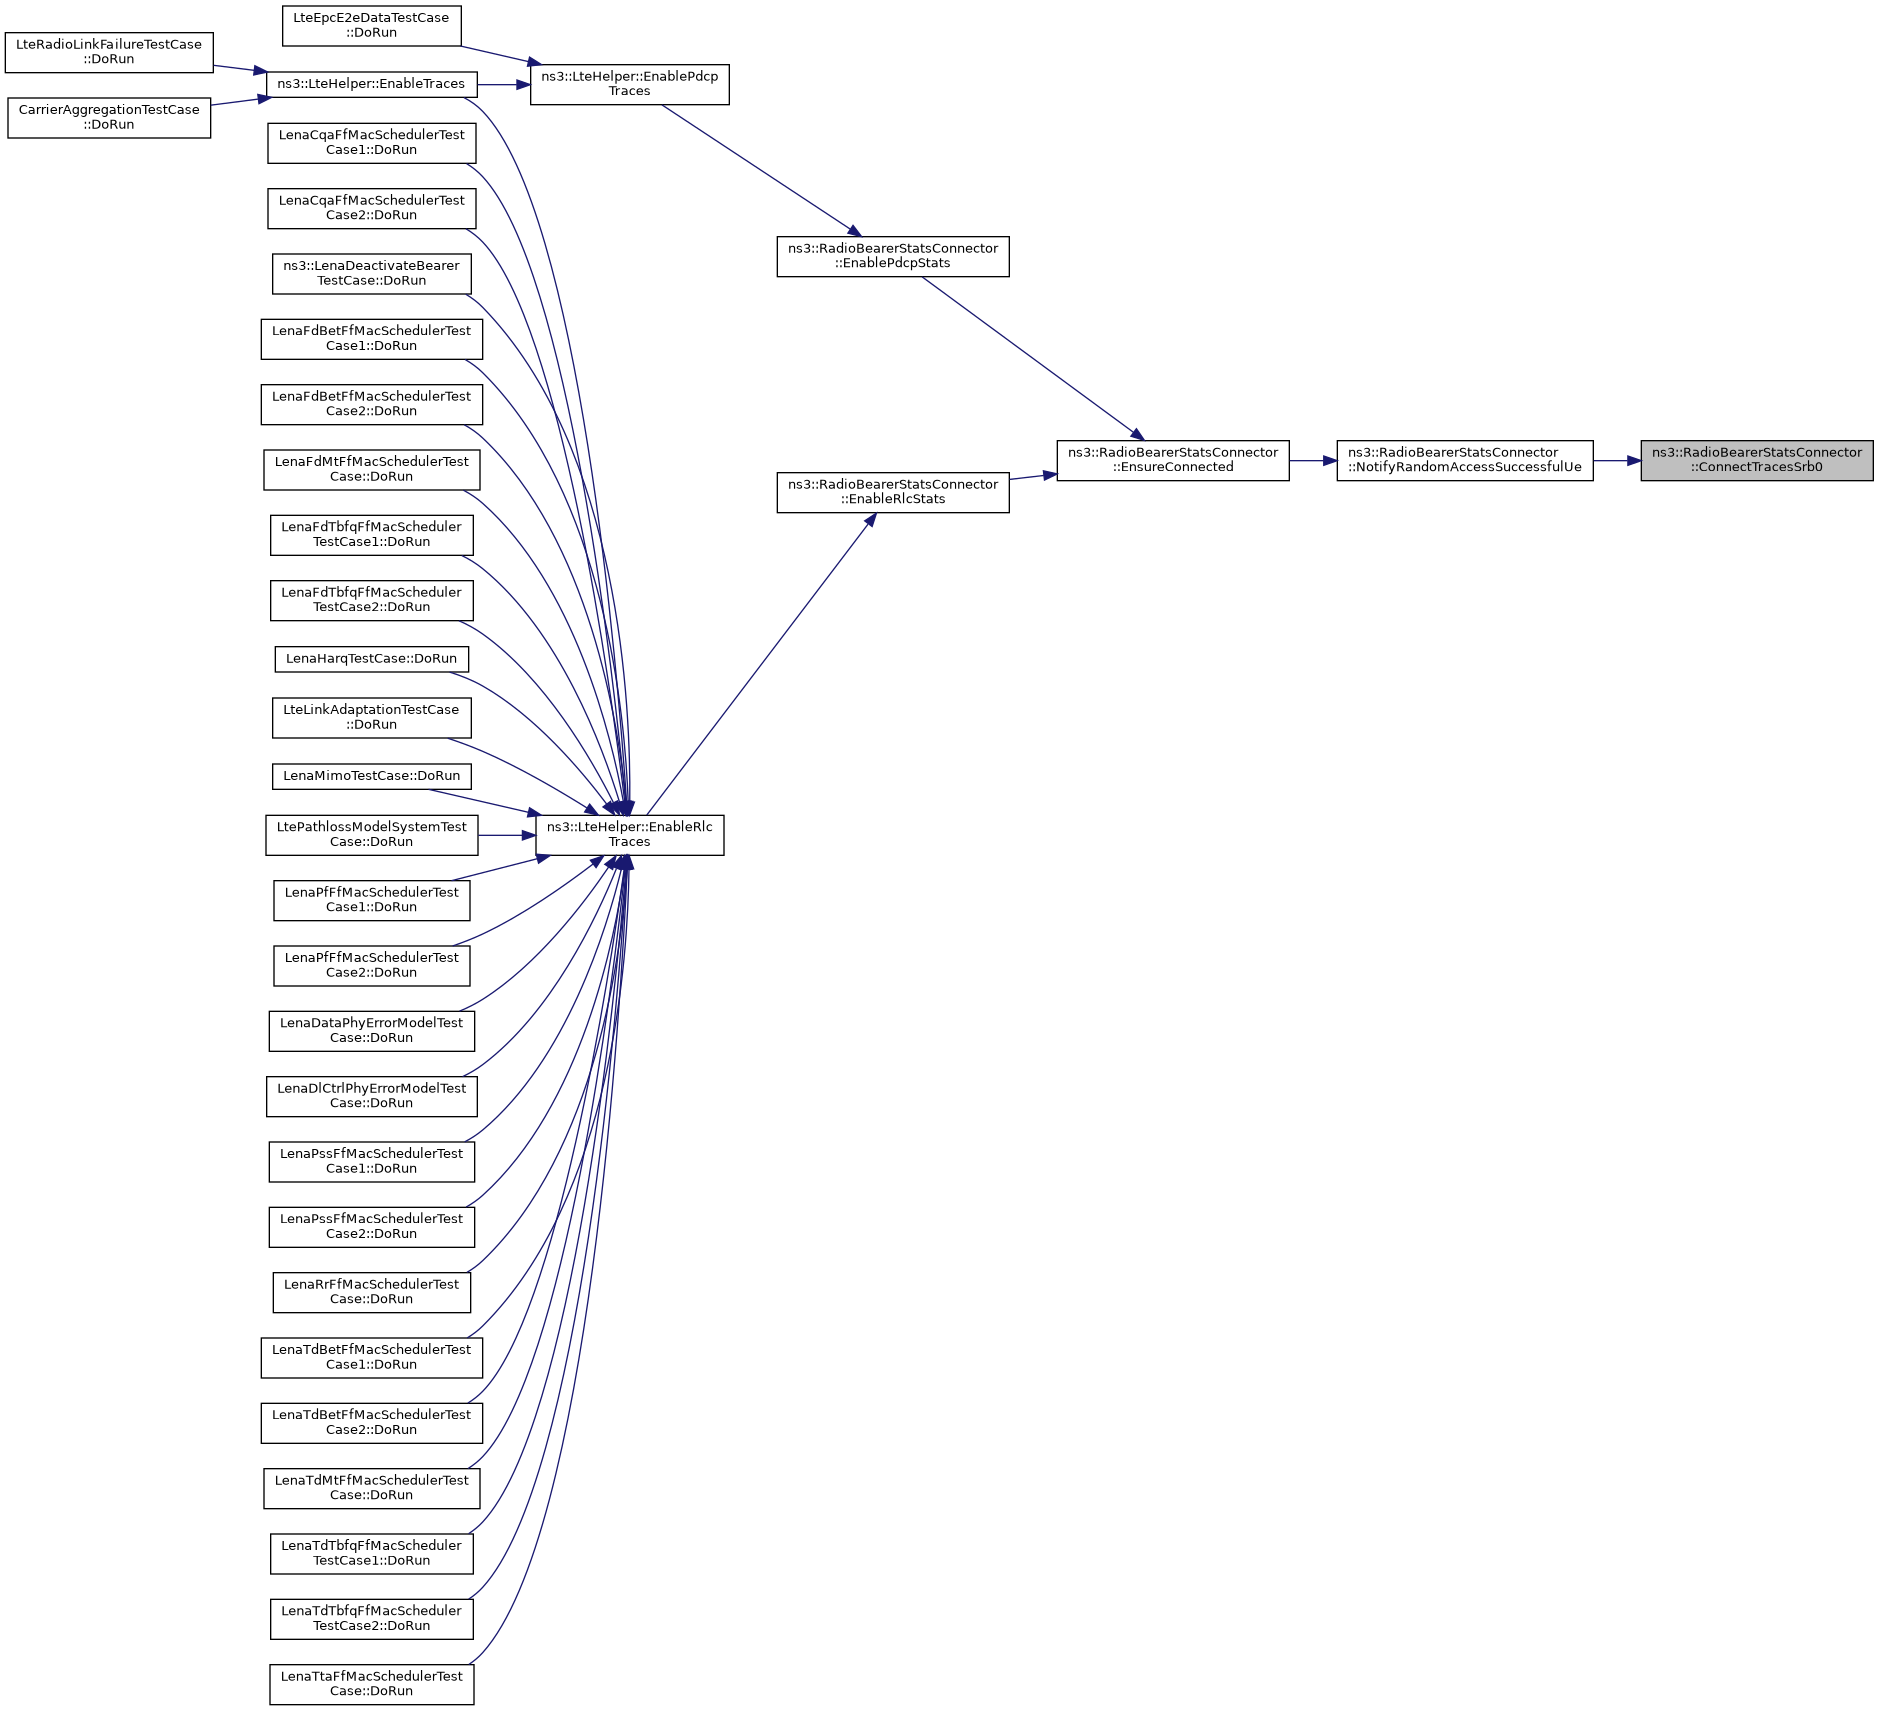 LteEpcE2eDataTestCase
::DoRun
LteRadioLinkFailureTestCase
::DoRun
ns3::LteHelper::EnableTraces
ns3::LteHelper::EnablePdcp
Traces
CarrierAggregationTestCase
::DoRun
LenaCqaFfMacSchedulerTest
Case1::DoRun
LenaCqaFfMacSchedulerTest
Case2::DoRun
ns3::LenaDeactivateBearer
TestCase::DoRun
ns3::RadioBearerStatsConnector
::EnablePdcpStats
LenaFdBetFfMacSchedulerTest
Case1::DoRun
LenaFdBetFfMacSchedulerTest
Case2::DoRun
LenaFdMtFfMacSchedulerTest
Case::DoRun
ns3::RadioBearerStatsConnector
::EnsureConnected
ns3::RadioBearerStatsConnector
::NotifyRandomAccessSuccessfulUe
ns3::RadioBearerStatsConnector
::ConnectTracesSrb0
ns3::RadioBearerStatsConnector
::EnableRlcStats
LenaFdTbfqFfMacScheduler
TestCase1::DoRun
LenaFdTbfqFfMacScheduler
TestCase2::DoRun
LenaHarqTestCase::DoRun
LteLinkAdaptationTestCase
::DoRun
LenaMimoTestCase::DoRun
LtePathlossModelSystemTest
Case::DoRun
ns3::LteHelper::EnableRlc
Traces
LenaPfFfMacSchedulerTest
Case1::DoRun
LenaPfFfMacSchedulerTest
Case2::DoRun
LenaDataPhyErrorModelTest
Case::DoRun
LenaDlCtrlPhyErrorModelTest
Case::DoRun
LenaPssFfMacSchedulerTest
Case1::DoRun
LenaPssFfMacSchedulerTest
Case2::DoRun
LenaRrFfMacSchedulerTest
Case::DoRun
LenaTdBetFfMacSchedulerTest
Case1::DoRun
LenaTdBetFfMacSchedulerTest
Case2::DoRun
LenaTdMtFfMacSchedulerTest
Case::DoRun
LenaTdTbfqFfMacScheduler
TestCase1::DoRun
LenaTdTbfqFfMacScheduler
TestCase2::DoRun
LenaTtaFfMacSchedulerTest
Case::DoRun